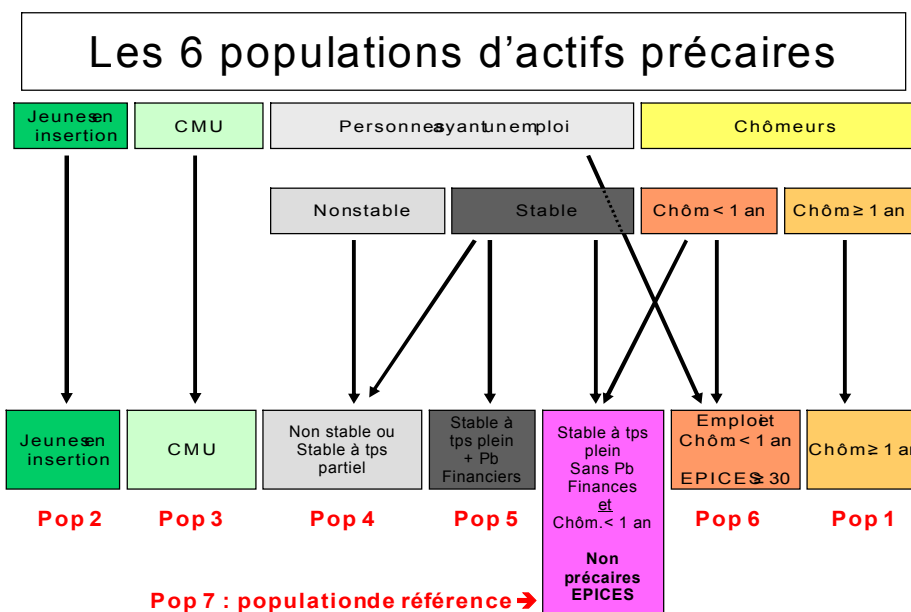 Les 6 populations d'actifs précaires
Jeunes en
insertion
CMU
Personnes ayant un emploi
Chômeurs
Non stable
Stable
Chôm. < 1 an
Chôm. ≥ 1 an
Jeunes en
insertion
CMU
Non stable ou
Stable à tps
partiel
Stable à
tps plein
+ Pb
Financiers
Stable à tps
plein
Sans Pb
Finances
et
Chôm. < 1 an
Non
précaires
EPICES
Emploi et
Chôm. < 1 an
EPICES ≥ 30
Chôm. ≥ 1 an
Pop 2
Pop 3
Pop 4
Pop 5
Pop 6
Pop 1
Pop 7 : population de référence ➔